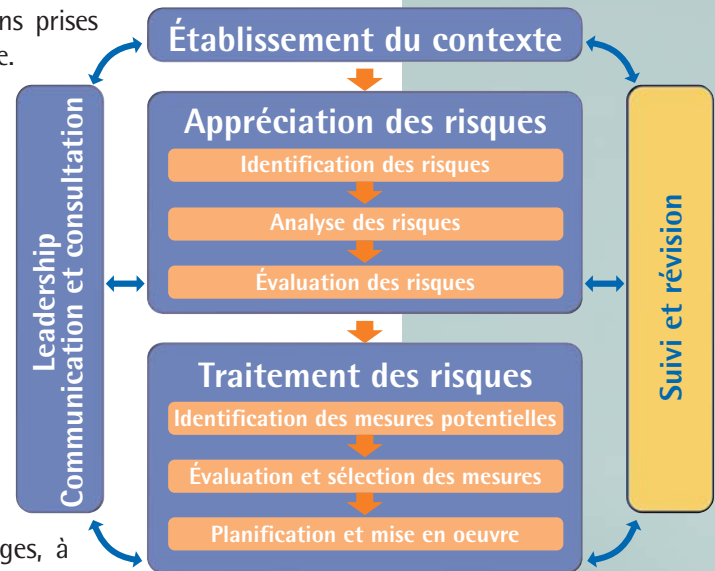 ns prises
e.
Établissement du contexte
Leadership
Communication et consultation
Appréciation des risques
Identification des risques
Analyse des risques
Évaluation des risques
Suivi et révision
Traitement des risques
Identification des mesures potentielles
Évaluation et sélection des mesures
Planification et mise en oeuvre
ges, à